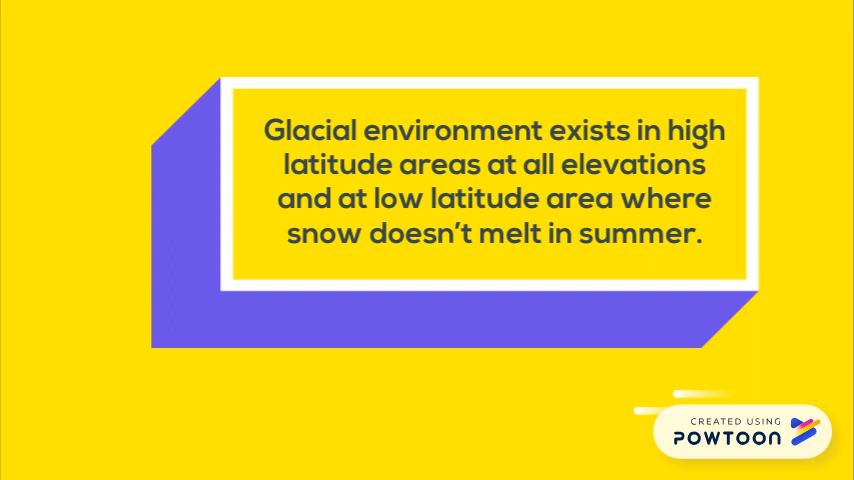 Glacial environment exists in high
latitude areas at all elevations
and at low latitude area where
snow doesn’t melt in summer.
CREATED USING
POWTOON